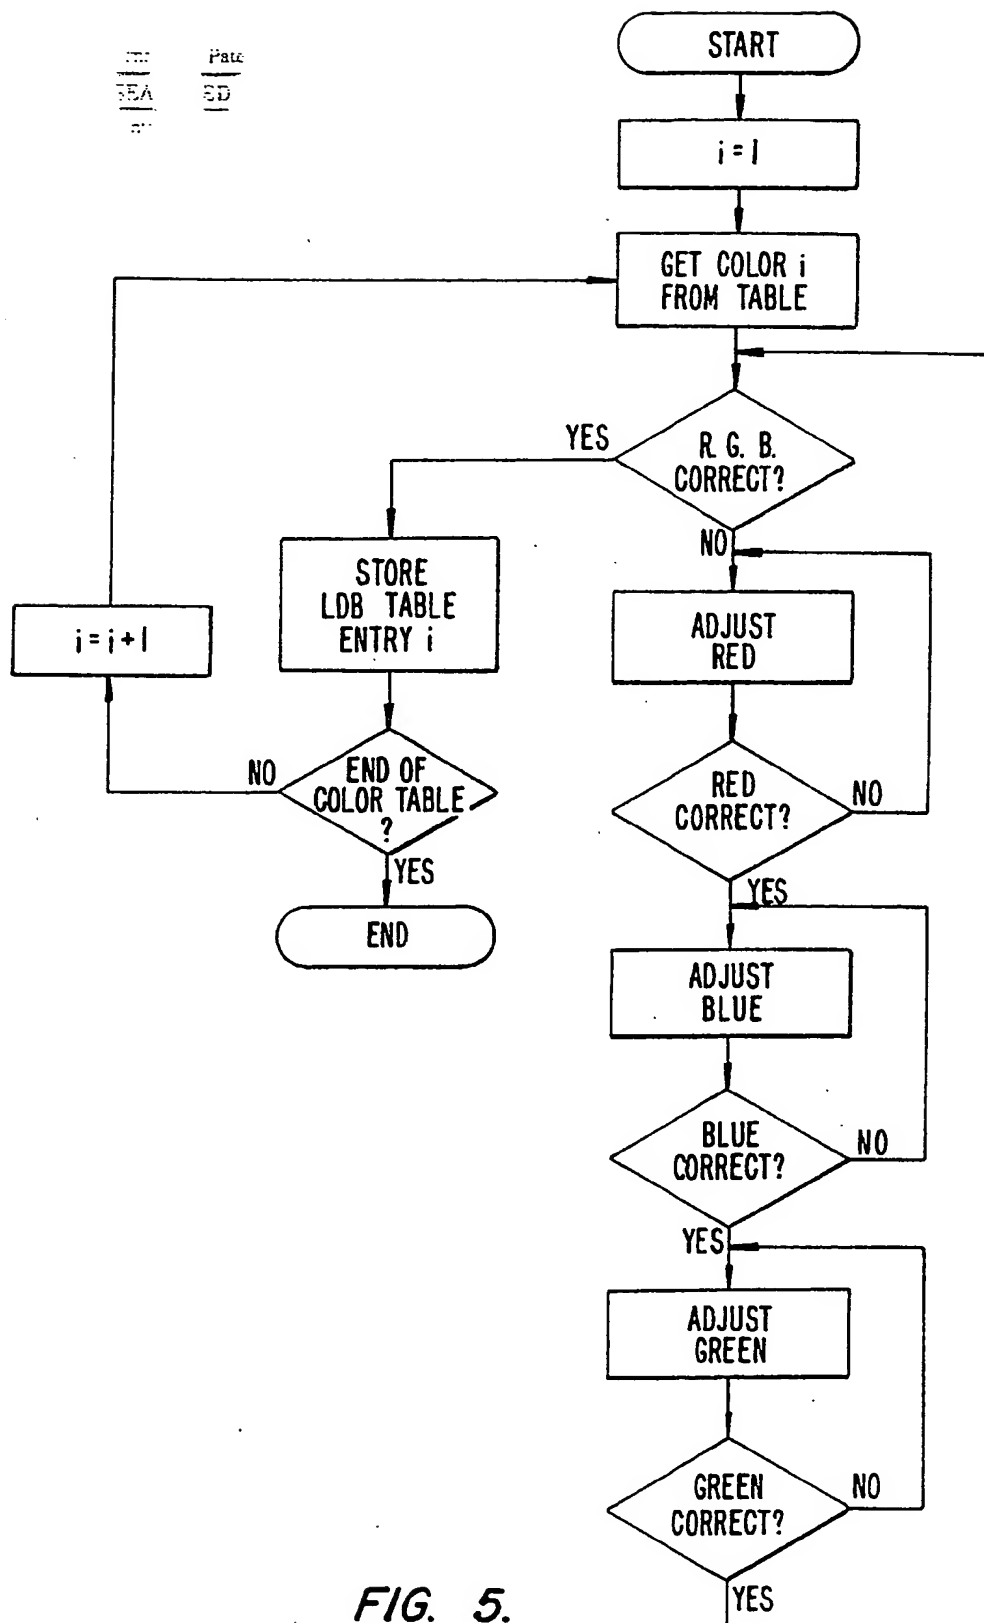 START
i = 1
GET COLOR i
FROM TABLE
YES
R. G. B.
CORRECT?
NO
STORE
LDB TABLE
ENTRY i
i = i + 1
ADJUST
RED
NO
END OF
COLOR TABLE
?
YES
RED
CORRECT?
NO
YES
END
ADJUST
BLUE
BLUE
CORRECT?
NO
YES
ADJUST
GREEN
GREEN
CORRECT?
NO
YES
FIG. 5.